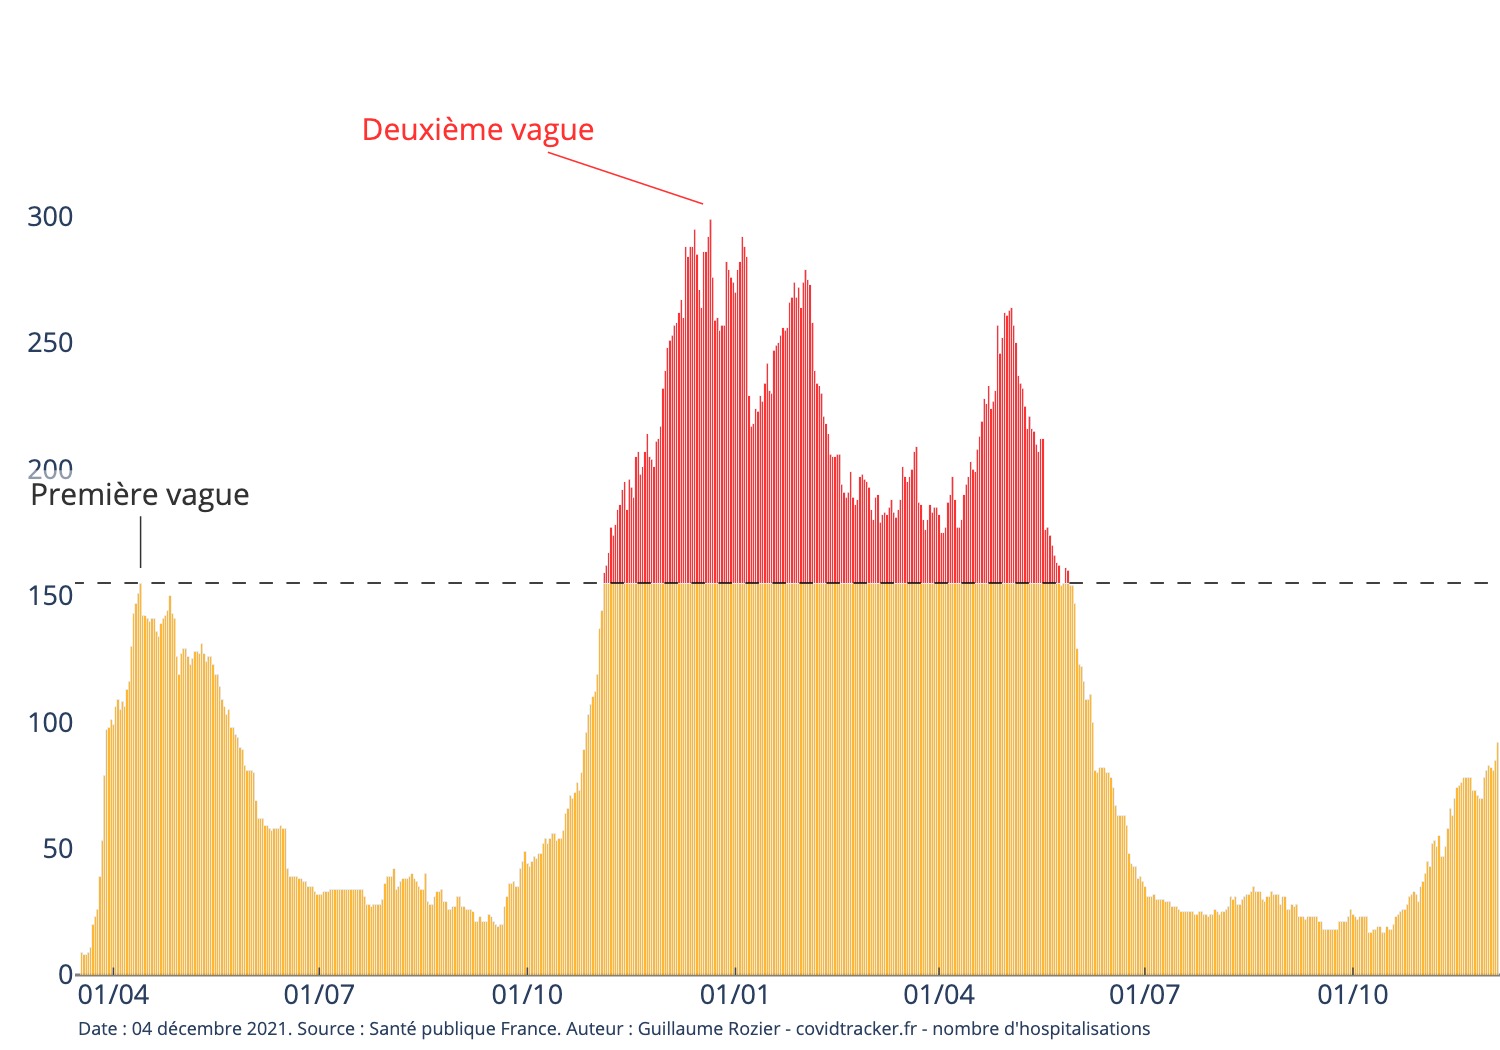 Deuxième vague
300
250
200
Première vague
150
100
50
0
01/04 01/07 01/10 01/01 01/04 01/07 01/10
Date : 04 décembre 2021. Source : Santé publique France. Auteur : Guillaume Rozier - covidtracker.fr - nombre d'hospitalisations